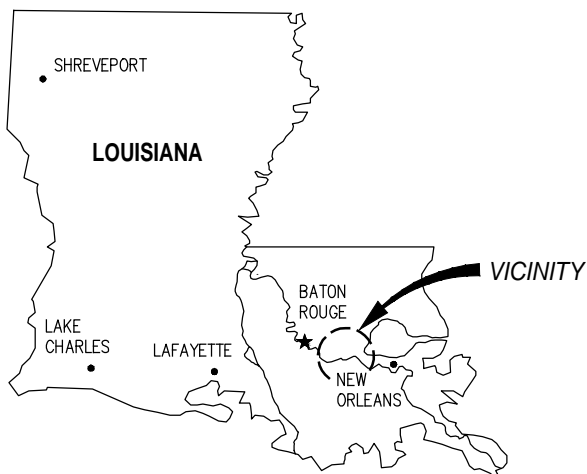 SHREVEPORT
LOUISIANA
VICINITY
BATON
ROUGE
LAKE
CHARLES
LAFAYETTE
NEW
ORLEANS